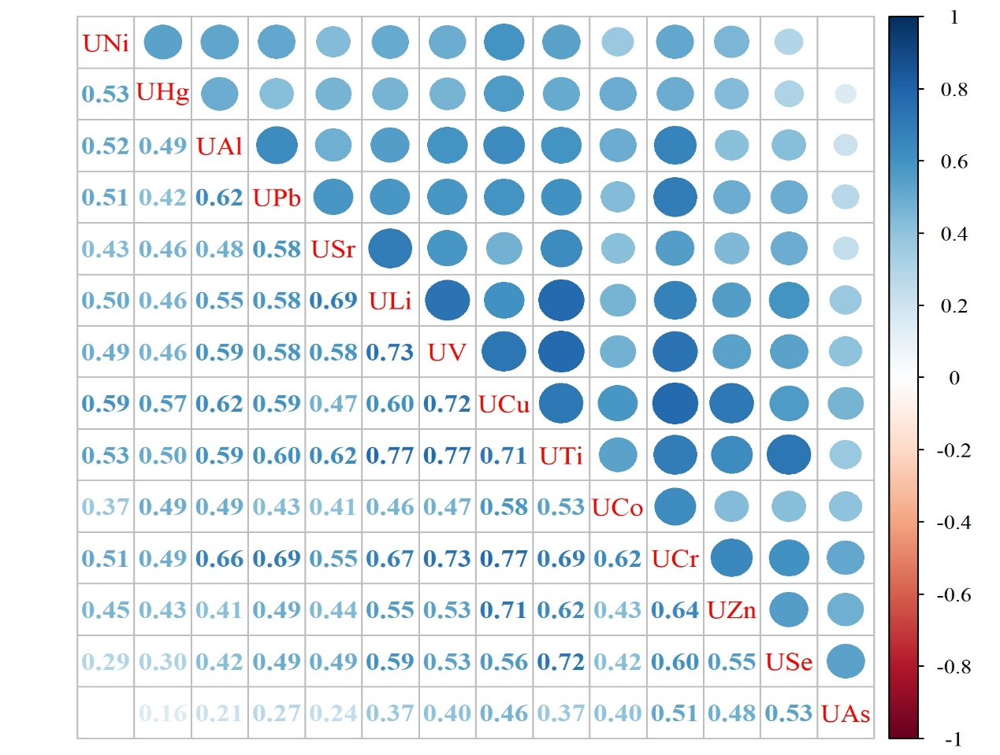 UNi
0.53 UHg
0.52 0.49 UAl
0.51 0.42 0.62 UPb
0.43 0.46 0.48 0.58 USr
0.50 0.46 0.55 0.58 0.69 ULi
0.49 0.46 0.59 0.58 0.58 0.73 UV
0.59 0.57 0.62 0.59 0.47 0.60 0.72 UCu
0.53 0.50 0.59 0.60 0.62 0.77 0.77 0.71 UTi
0.37 0.49 0.49 0.43 0.41 0.46 0.47 0.58 0.53 UCo
0.51 0.49 0.66 0.69 0.55 0.67 0.73 0.77 0.69 0.62 UCr
0.45 0.43 0.41 0.49 0.44 0.55 0.53 0.71 0.62 0.43 0.64 UZn
0.29 0.30 0.42 0.49 0.49 0.59 0.53 0.56 0.72 0.42 0.60 0.55 USe
0.16 0.21 0.27 0.24 0.37 0.40 0.46 0.37 0.40 0.51 0.48 0.53 UAs
1
0.8
0.6
0.4
0.2
0
-0.2
-0.4
-0.6
-0.8
-1